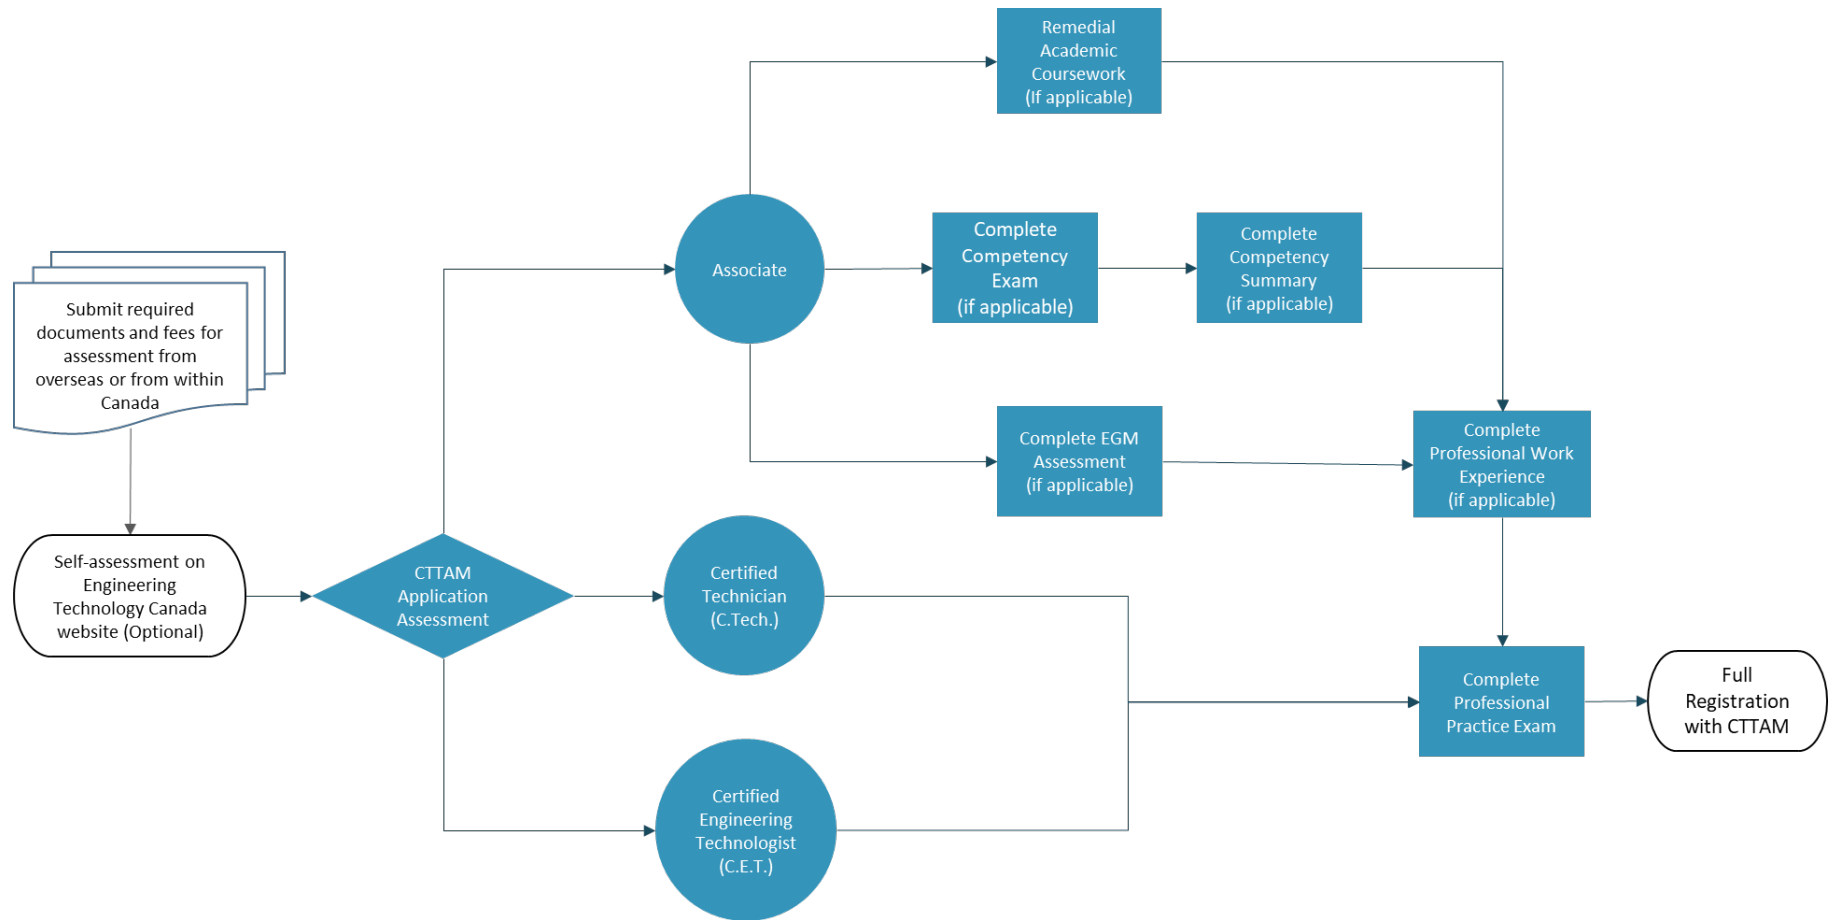 Remedial
Academic
Coursework
(If applicable)
Associate
Complete
Competency
Exam
(if applicable)
Complete
Competency
Summary
(if applicable)
Submit required
documents and fees for
assessment from
overseas or from within
Canada
Complete EGM
Assessment
(if applicable)
Complete
Professional Work
Experience
(if applicable)
Self-assessment on
Engineering
Technology Canada
website (Optional)
CTTAM
Application
Assessment
Certified
Technician
(C.Tech.)
Complete
Professional
Practice Exam
Full
Registration
with CTTAM
Certified
Engineering
Technologist
(C.E.T.)